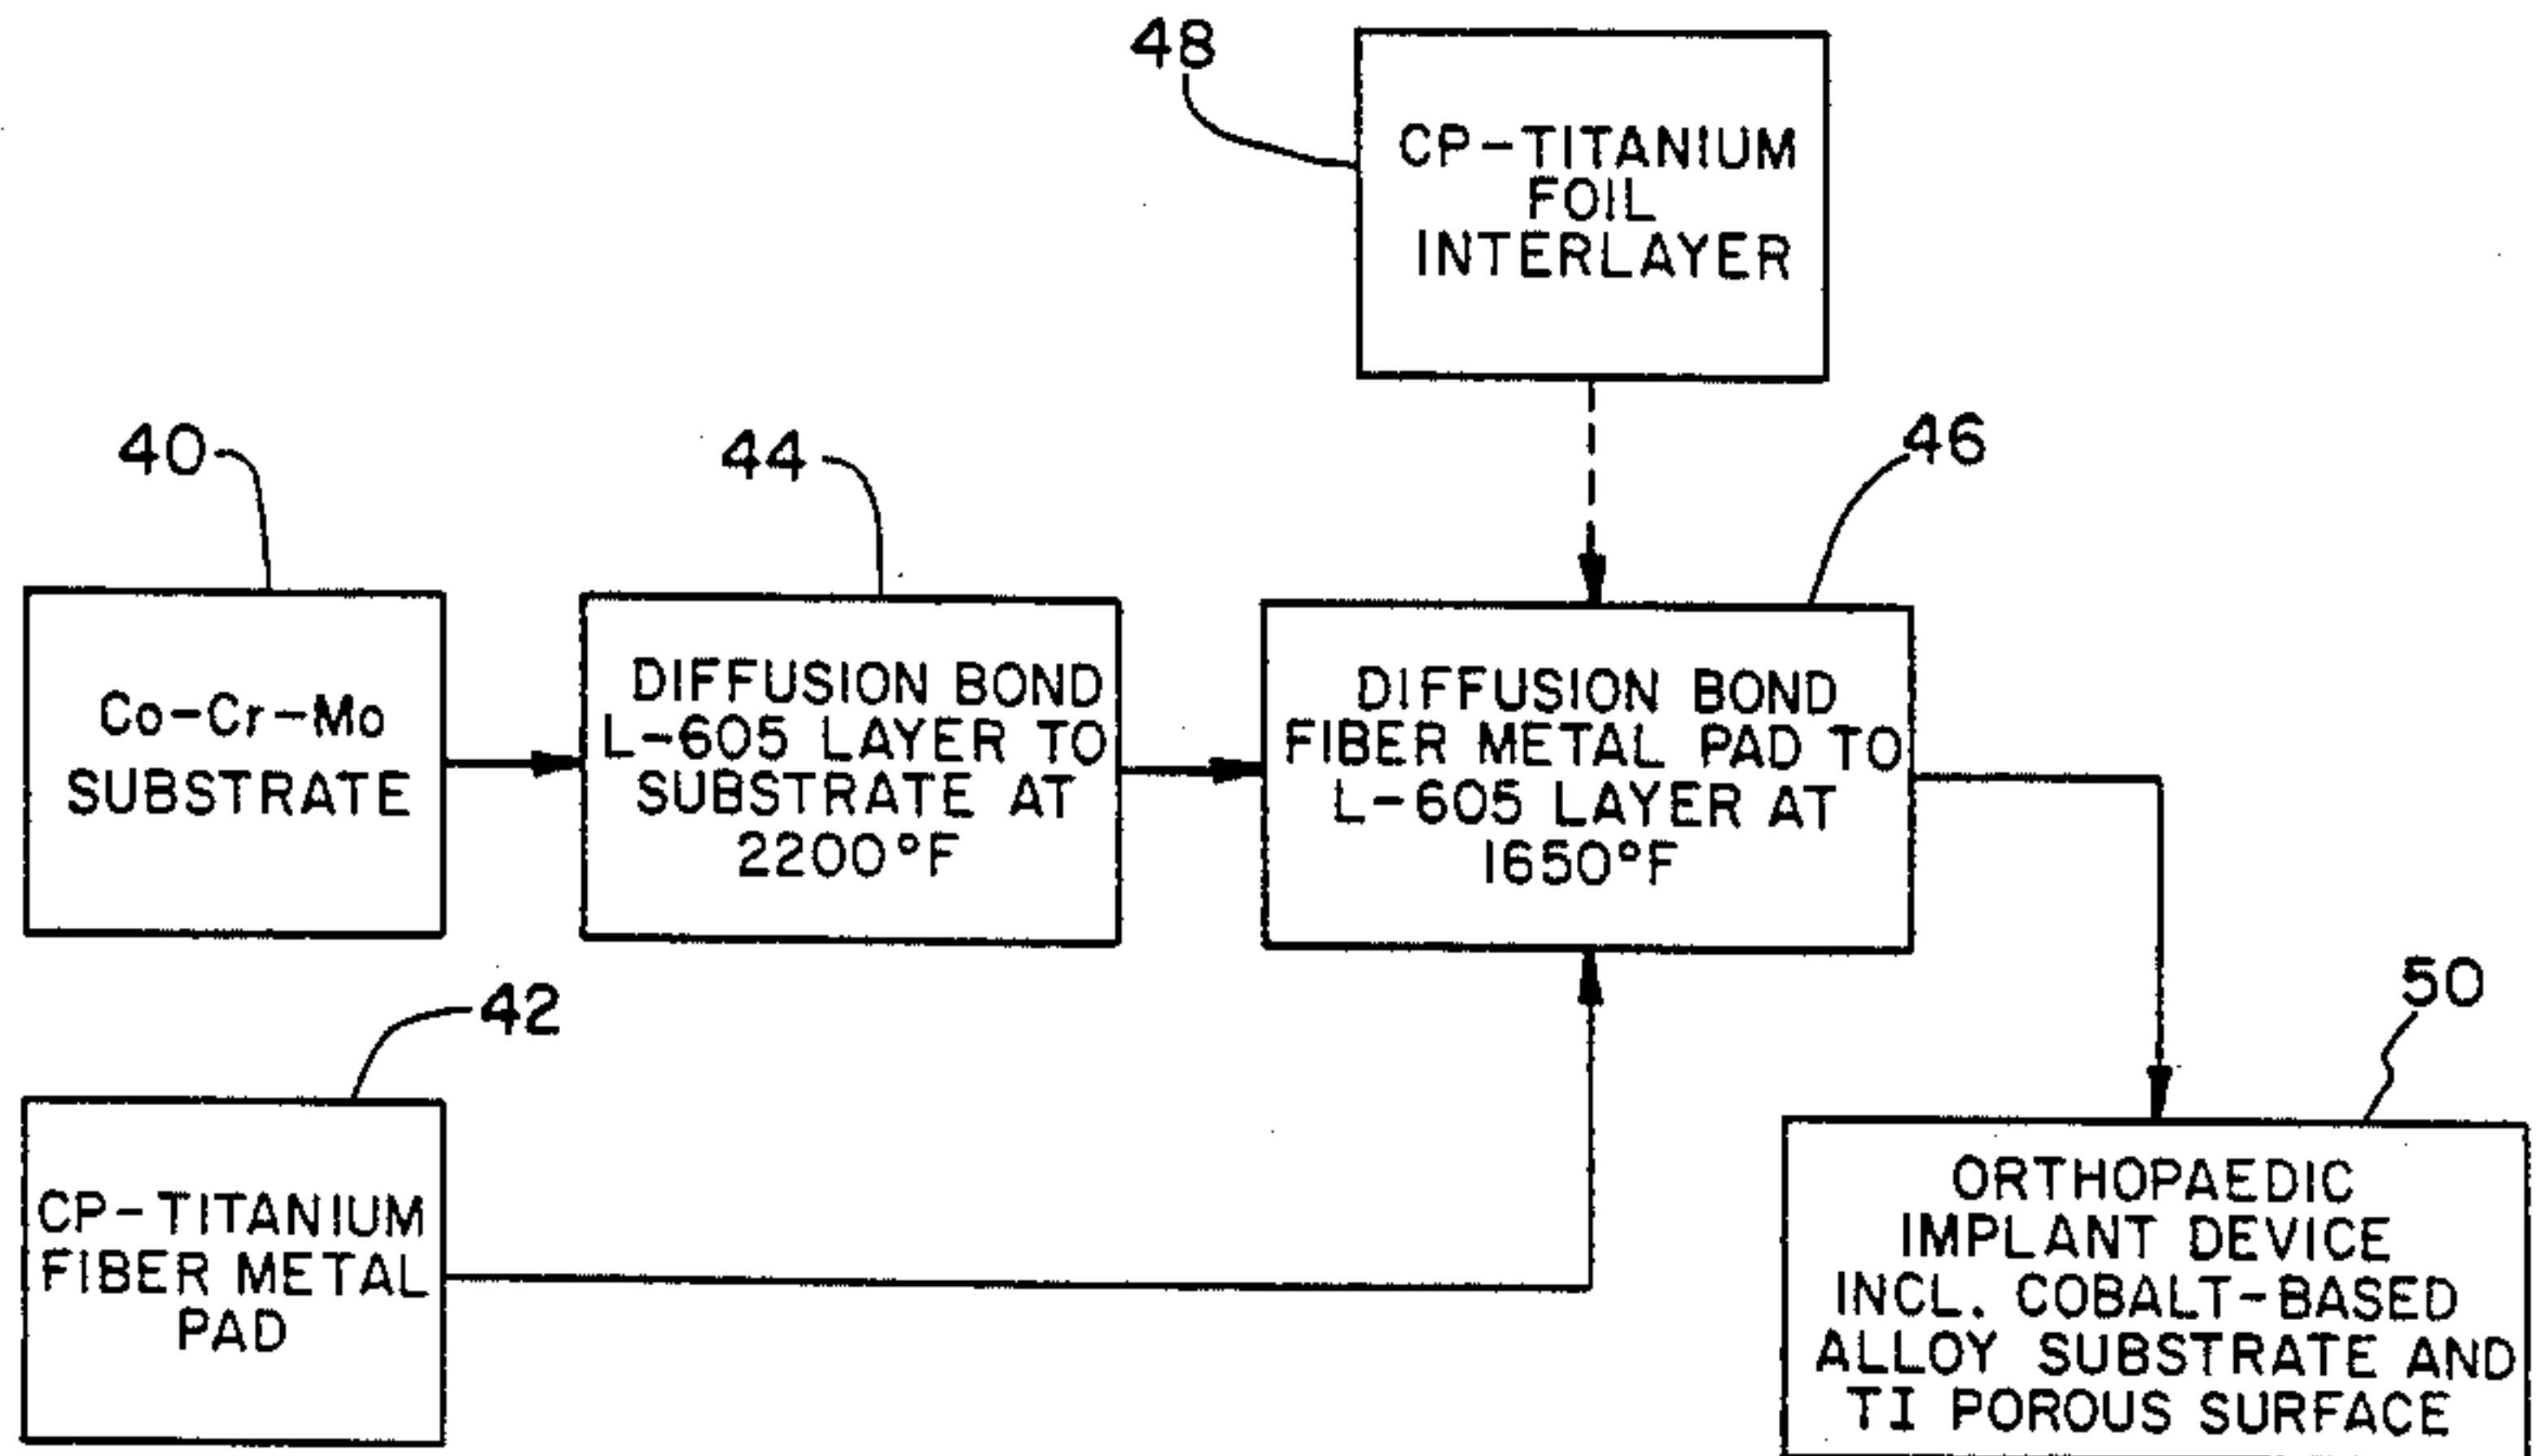 48
CP-TITANIUM
FOIL
INTERLAYER
40
44
46
Co-Cr-Mo
SUBSTRATE
DIFFUSION BOND
L-605 LAYER TO
SUBSTRATE AT
2200°F
DIFFUSION BOND
FIBER METAL PAD TO
L-605 LAYER AT
1650°F
42
50
CP-TITANIUM
FIBER METAL
PAD
ORTHOPAEDIC
IMPLANT DEVICE
INCL. COBALT-BASED
ALLOY SUBSTRATE AND
TI POROUS SURFACE